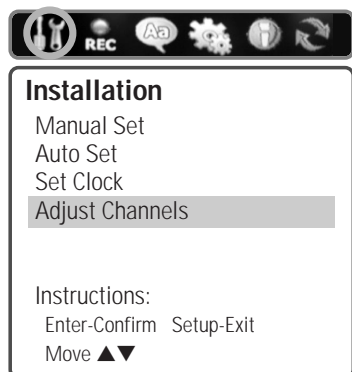 REC Aa
Installation
Manual Set
Auto Set
Set Clock
Adjust Channels
Instructions:
Enter-Confirm Setup-Exit
Move ▲▼